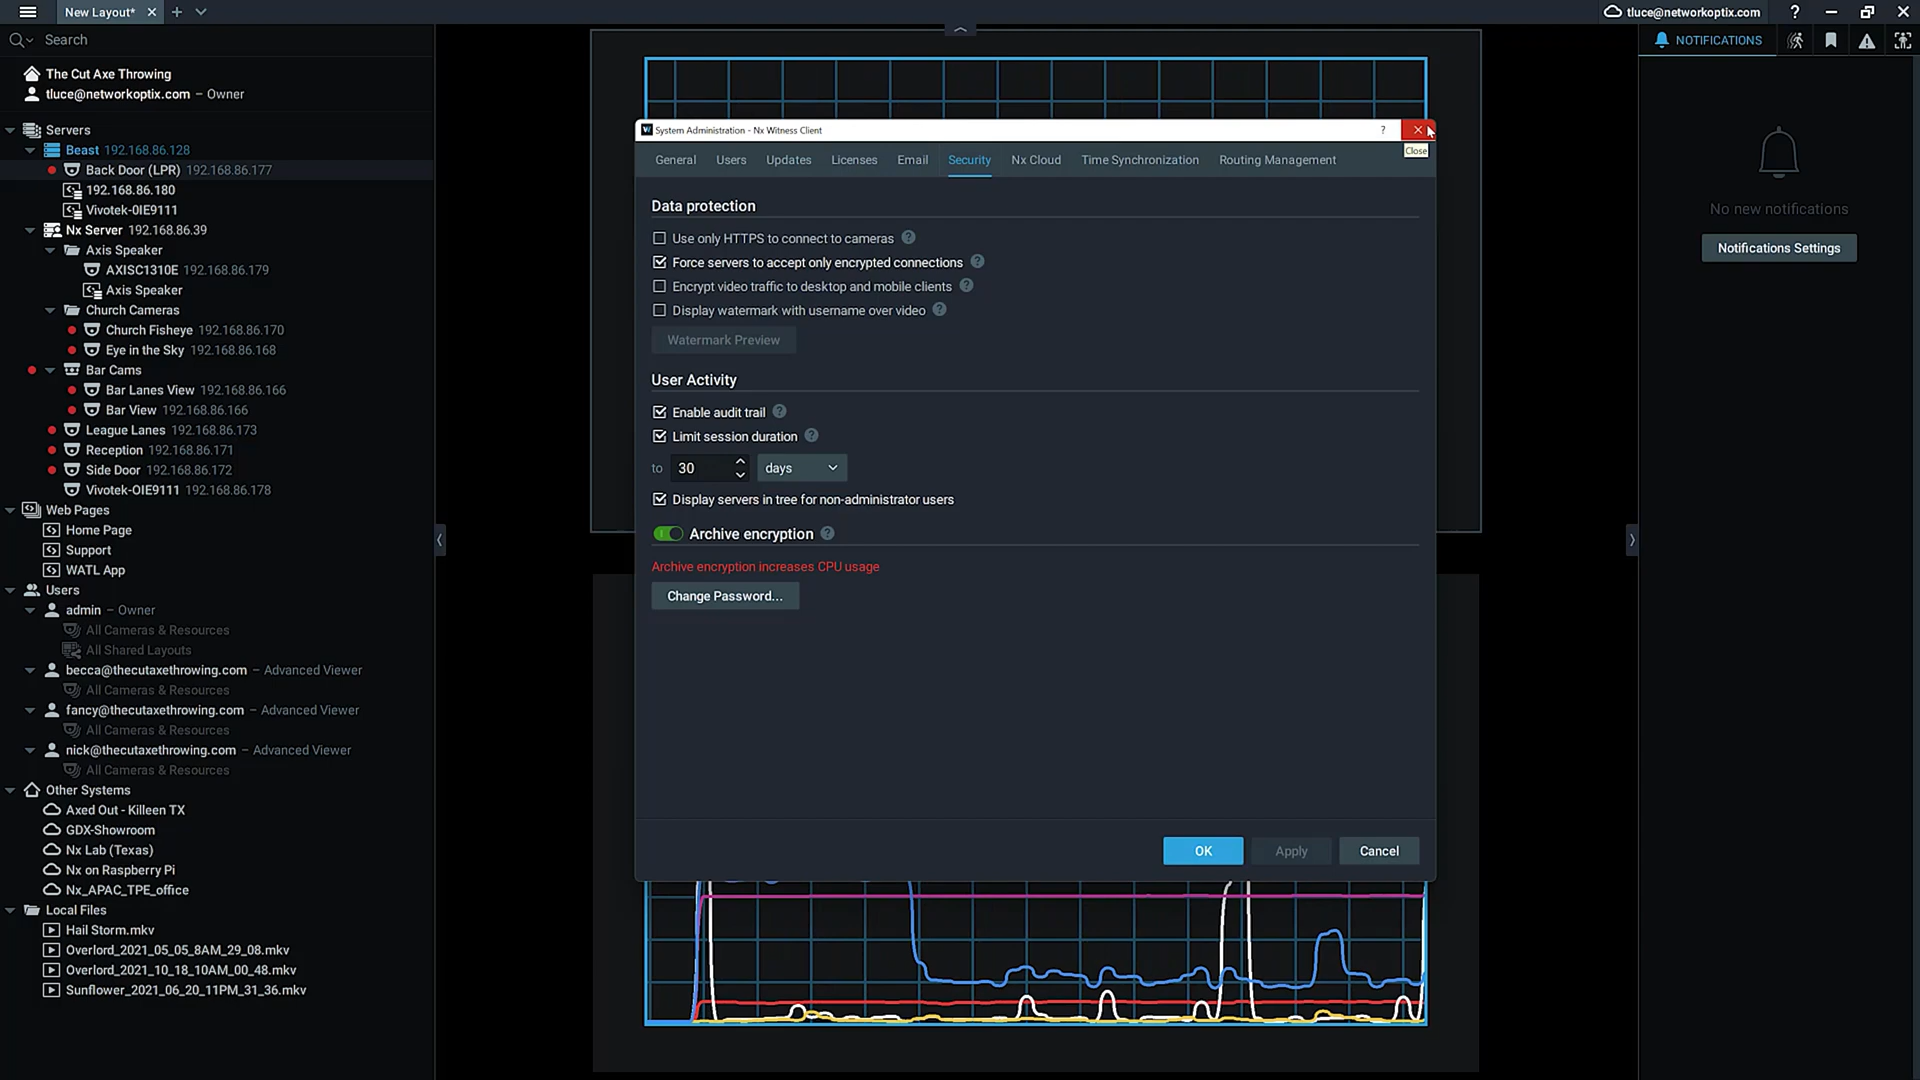 New Layout*
tluce@networkoptix.com
?
Search
NOTIFICATIONS
The Cut Axe Throwing
tluce@networkoptix.com – Owner
Servers
Beast 192.168.86.128
Back Door (LPR) 192.168.86.177
192.168.86.180
Vivotek-0IE9111
Nx Server 192.168.86.39
Axis Speaker
AXISC1310E 192.168.86.179
Axis Speaker
Church Cameras
Church Fisheye 192.168.86.170
Eye in the Sky 192.168.86.168
Bar Cams
Bar Lanes View 192.168.86.166
Bar View 192.168.86.166
League Lanes 192.168.86.173
Reception 192.168.86.171
Side Door 192.168.86.172
Vivotek-OIE9111 192.168.86.178
Web Pages
Home Page
Support
WATL App
Users
admin – Owner
All Cameras & Resources
All Shared Layouts
becca@thecutaxethrowing.com – Advanced Viewer
All Cameras & Resources
fancy@thecutaxethrowing.com – Advanced Viewer
All Cameras & Resources
nick@thecutaxethrowing.com – Advanced Viewer
All Cameras & Resources
Other Systems
Axed Out - Killeen TX
GDX-Showroom
Nx Lab (Texas)
Nx on Raspberry Pi
Nx_APAC_TPE_office
Local Files
Hail Storm.mkv
Overlord_2021_05_05_8AM_29_08.mkv
Overlord_2021_10_18_10AM_00_48.mkv
Sunflower_2021_06_20_11PM_31_36.mkv
System Administration - Nx Witness Client
?
Close
General Users Updates Licenses Email Security Nx Cloud Time Synchronization Routing Management
Data protection
Use only HTTPS to connect to cameras ?
Force servers to accept only encrypted connections ?
Encrypt video traffic to desktop and mobile clients ?
Display watermark with username over video ?
Watermark Preview
User Activity
Enable audit trail ?
Limit session duration ?
to 30 days
Display servers in tree for non-administrator users
Archive encryption ?
Archive encryption increases CPU usage
Change Password...
OK Apply Cancel
No new notifications
Notifications Settings